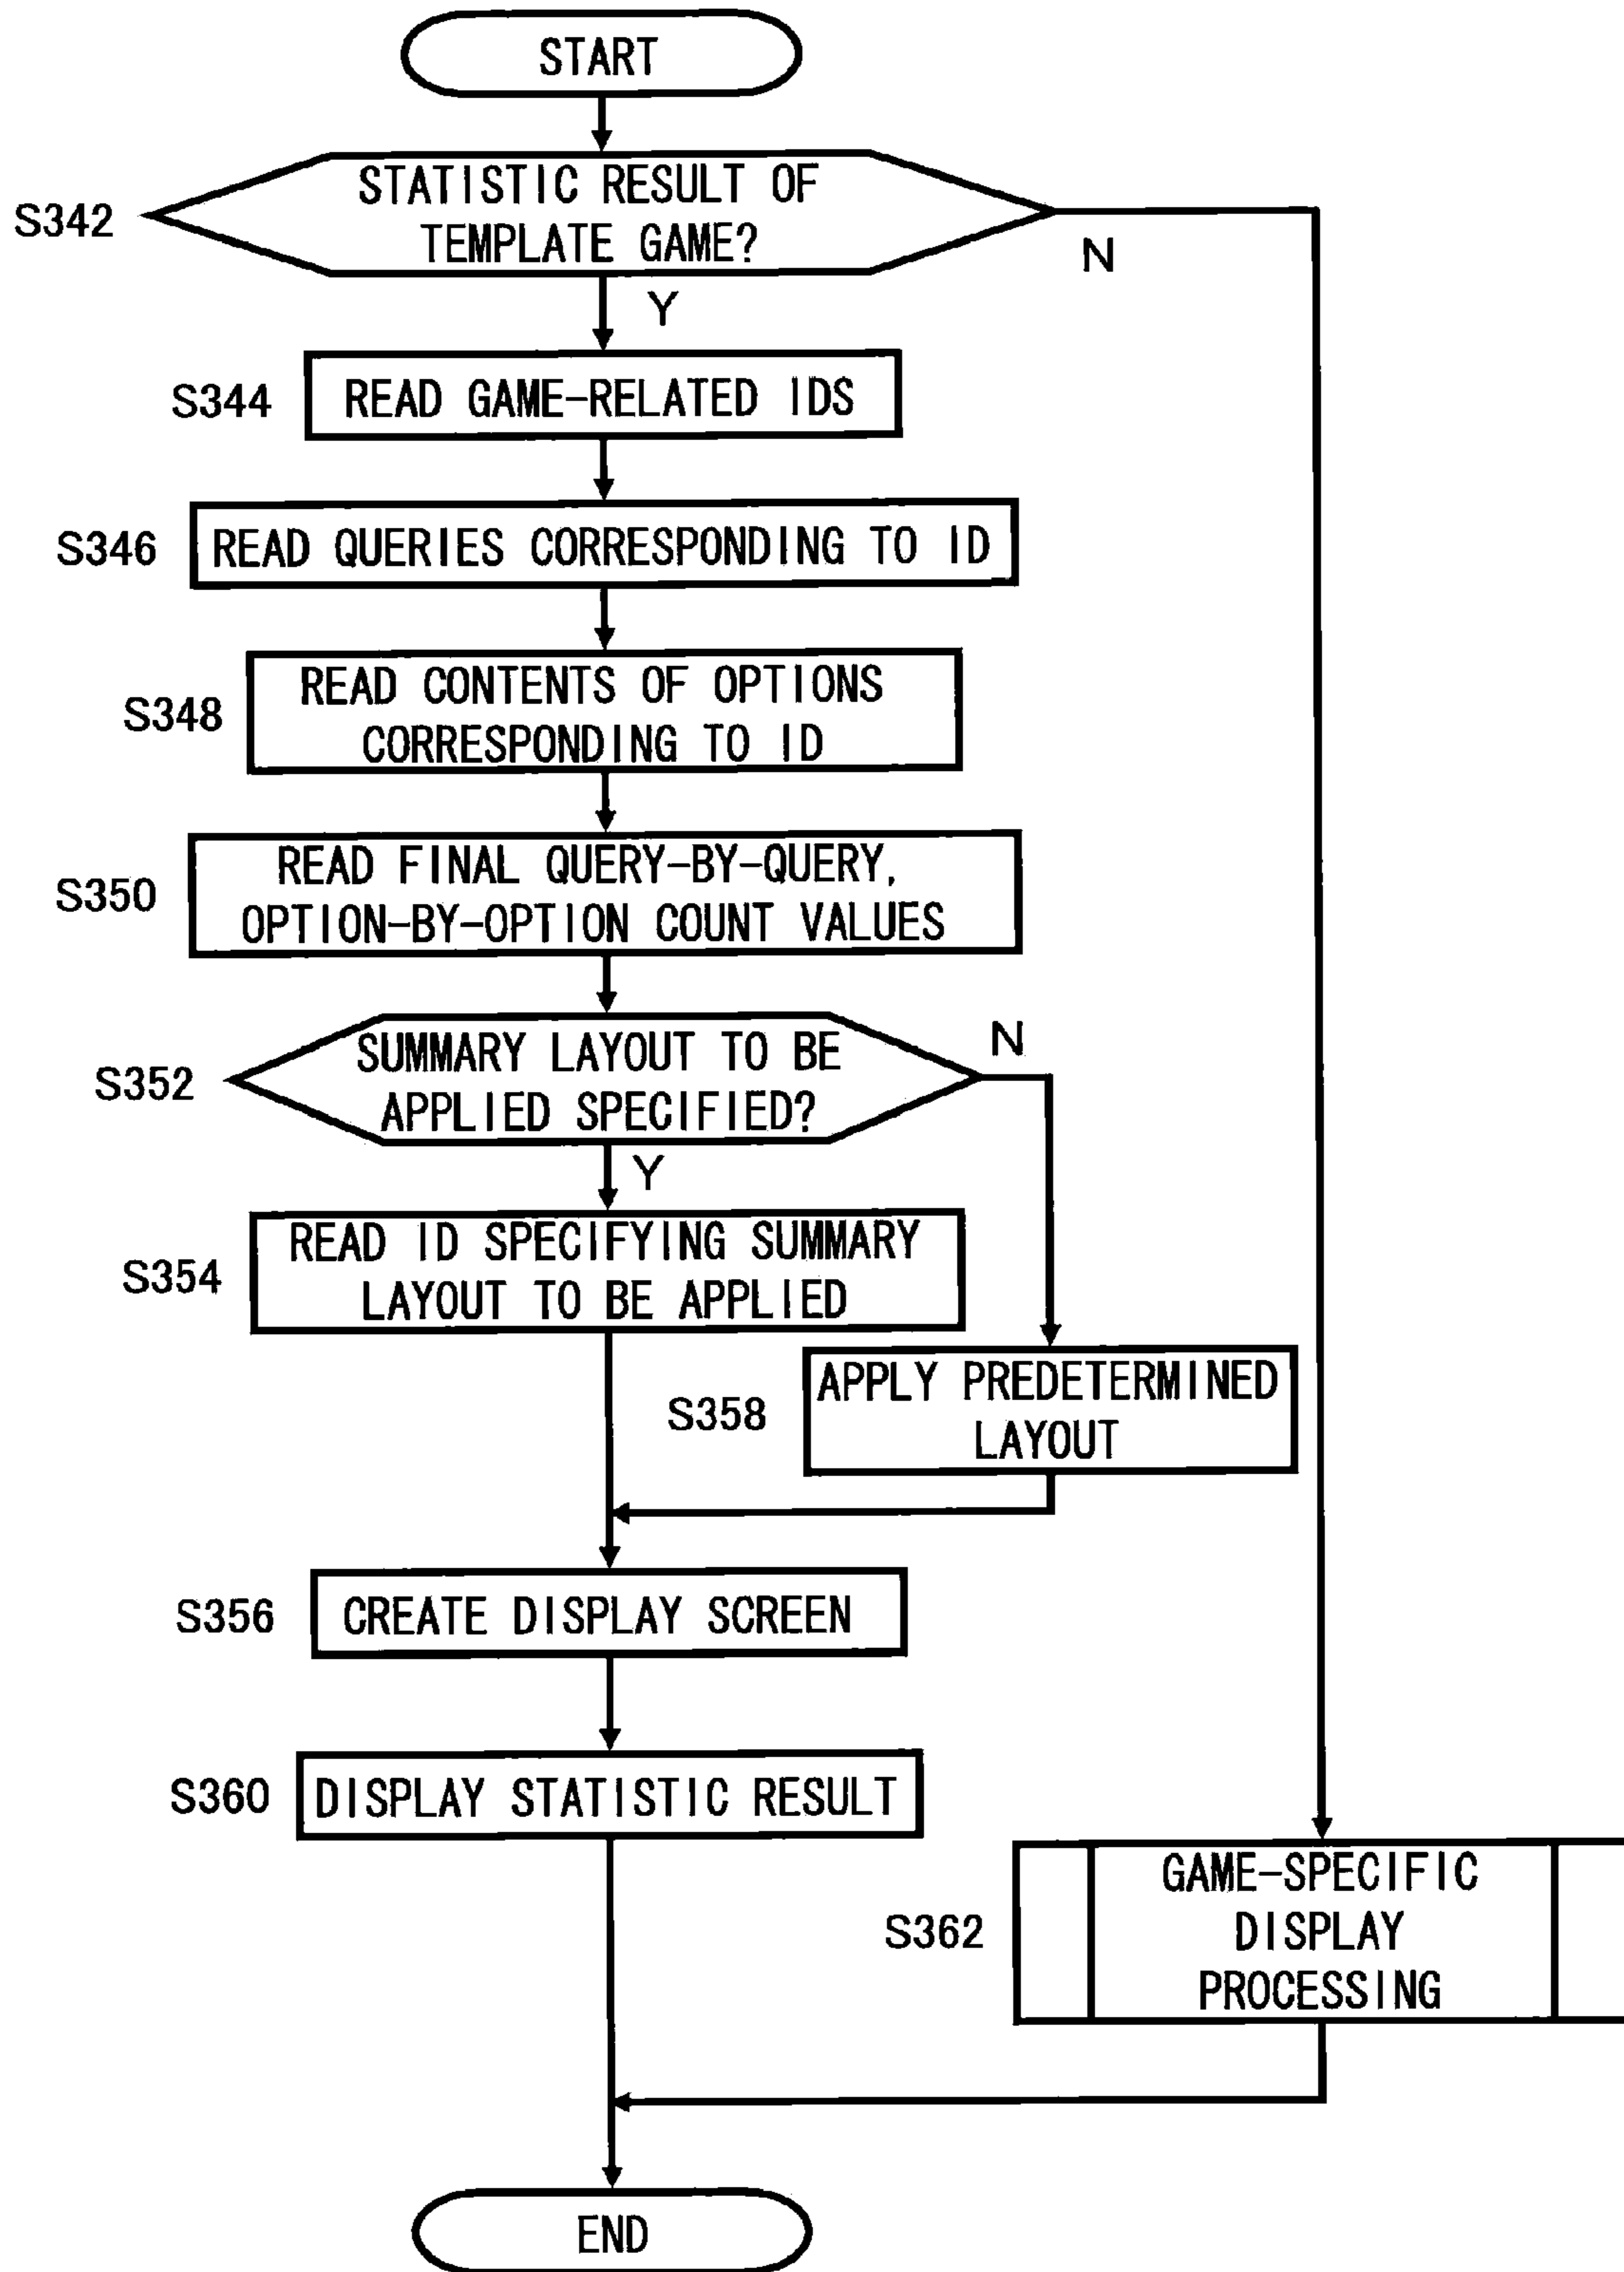 START
S342
STATISTIC RESULT OF
TEMPLATE GAME?
N
Y
S344
READ GAME-RELATED IDS
S346
READ QUERIES CORRESPONDING TO ID
S348
READ CONTENTS OF OPTIONS
CORRESPONDING TO ID
S350
READ FINAL QUERY-BY-QUERY,
OPTION-BY-OPTION COUNT VALUES
S352
SUMMARY LAYOUT TO BE
APPLIED SPECIFIED?
N
Y
S354
READ ID SPECIFYING SUMMARY
LAYOUT TO BE APPLIED
S358
APPLY PREDETERMINED
LAYOUT
S356
CREATE DISPLAY SCREEN
S360
DISPLAY STATISTIC RESULT
S362
GAME-SPECIFIC
DISPLAY
PROCESSING
END